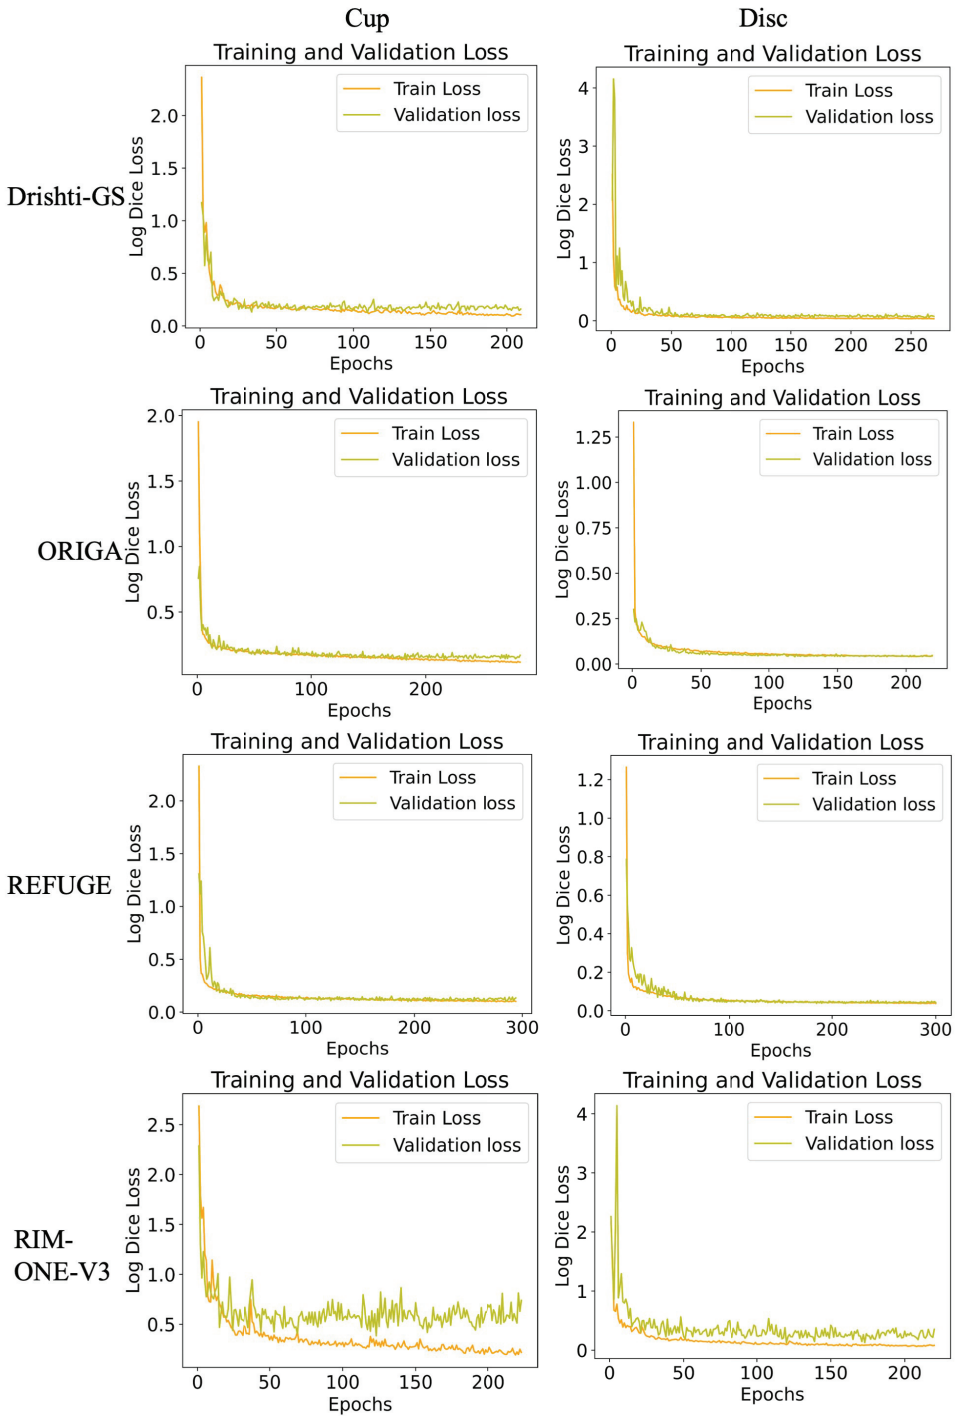 Cup
Disc
Training and Validation Loss
Training and Validation Loss
Drishti-GS
Log Dice Loss
2.0
1.5
1.0
0.5
0.0
Train Loss
Validation loss
0 50 100 150 200
Epochs
Log Dice Loss
4
3
2
1
0
Train Loss
Validation loss
0 50 100 150 200 250
Epochs
Training and Validation Loss
Training and Validation Loss
ORIGA
Log Dice Loss
2.0
1.5
1.0
0.5
Train Loss
Validation loss
0 100 200
Epochs
Log Dice Loss
1.25
1.00
0.75
0.50
0.25
0.00
Train Loss
Validation loss
0 50 100 150 200
Epochs
Training and Validation Loss
Training and Validation Loss
REFUGE
Log Dice Loss
2.0
1.5
1.0
0.5
0.0
Train Loss
Validation loss
0 100 200 300
Epochs
Log Dice Loss
1.2
1.0
0.8
0.6
0.4
0.2
0.0
Train Loss
Validation loss
0 100 200 300
Epochs
Training and Validation Loss
Training and Validation Loss
RIM-
ONE-V3
Log Dice Loss
2.5
2.0
1.5
1.0
0.5
Train Loss
Validation loss
0 50 100 150 200
Epochs
Log Dice Loss
4
3
2
1
0
Train Loss
Validation loss
0 50 100 150 200
Epochs